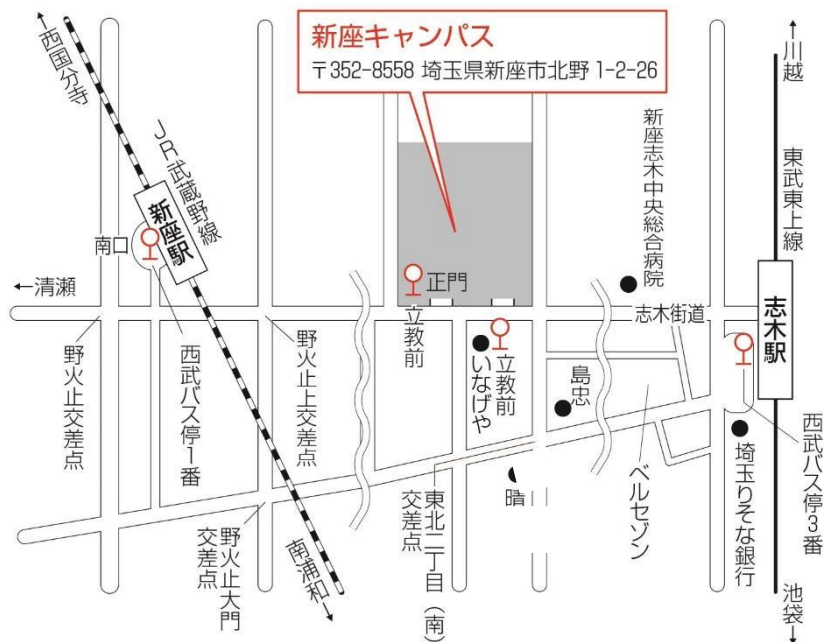 新座キャンパス
〒352-8558 埼玉県新座市北野 1-2-26
←西国分寺
JR武蔵野線
新座駅
南口
←清瀬
野火止交差点
西武バス停1番
野火止上交差点
野火止大門
交差点
南浦和→
正門
立教前
いなげや
立教前
東北二丁目（南）
交差点
島忠
晴
新座志木中央総合病院
志木街道
ベルセゾン
←川越
東武東上線
志木駅
西武バス停3番
埼玉りそな銀行
池袋→